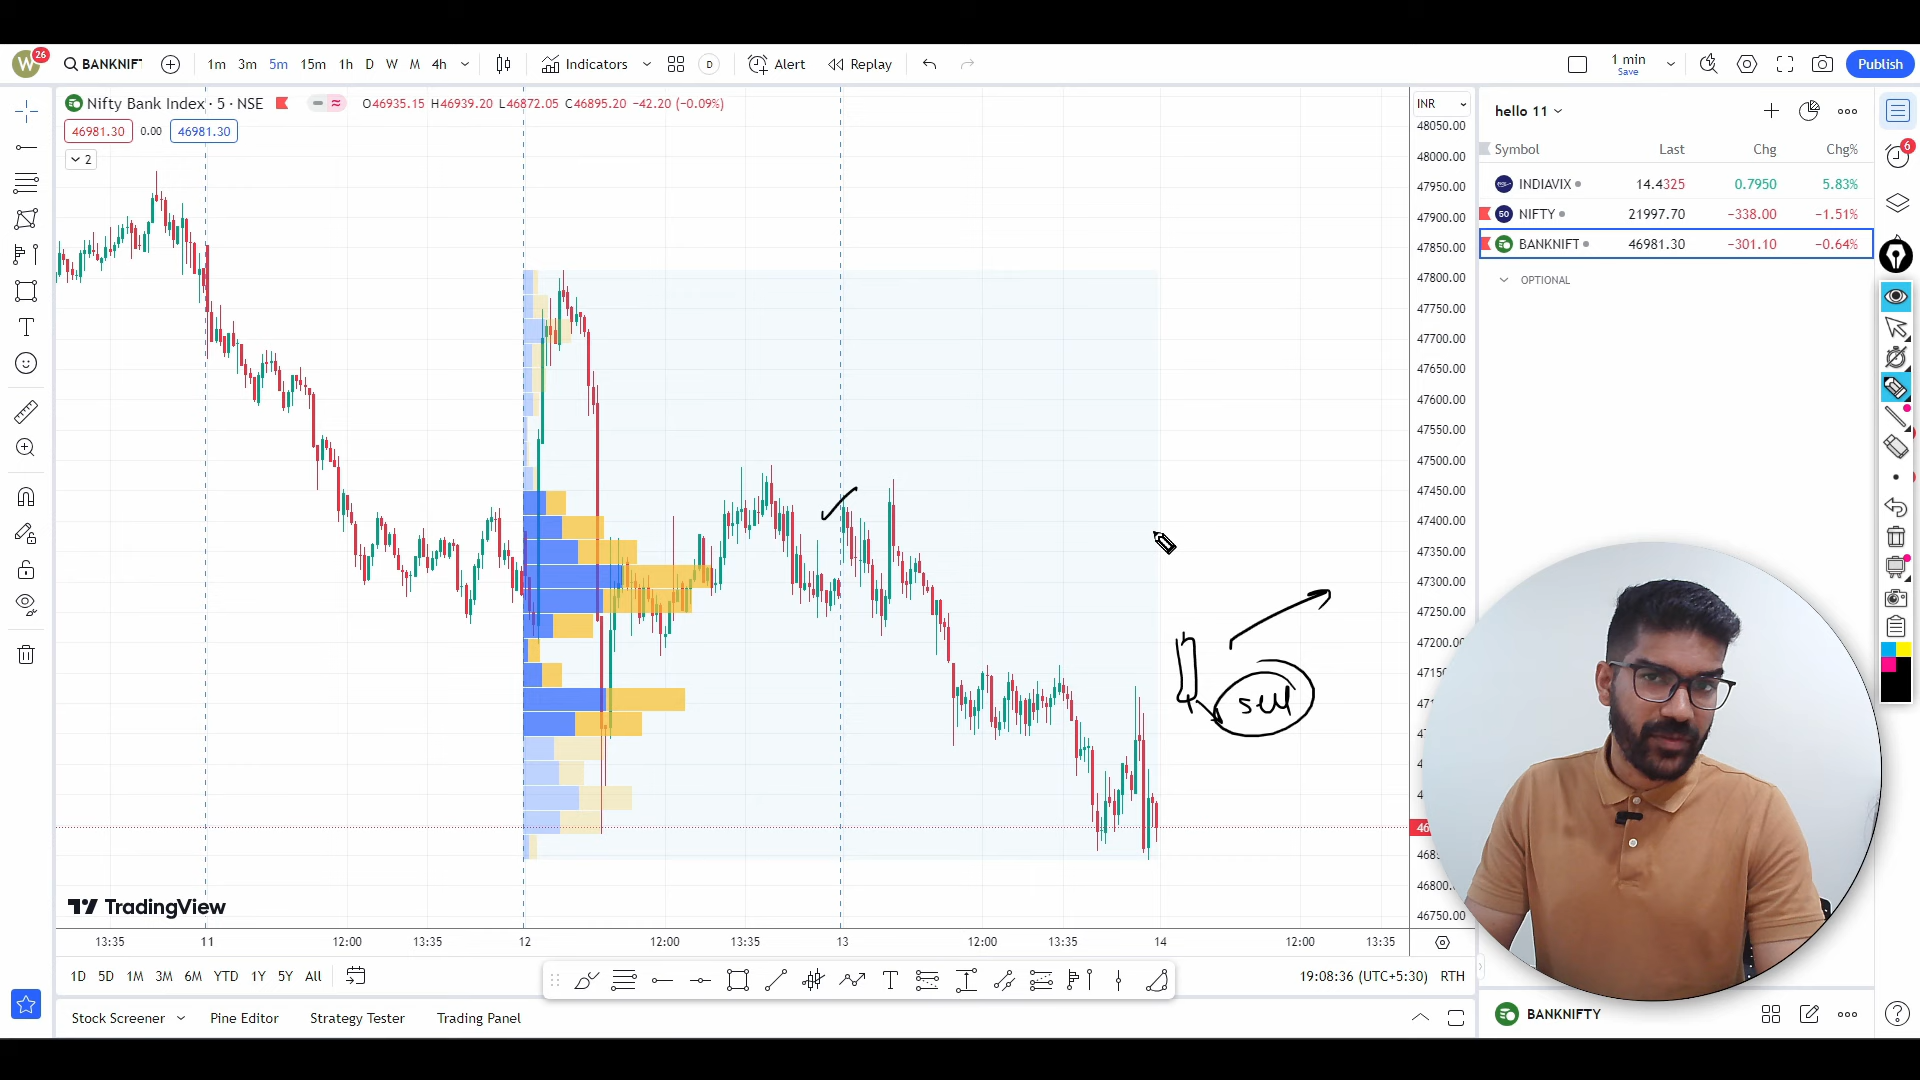 W 26 BANKNIF 1m 3m 5m 15m 1h D W M 4h Indicators D Alert Replay 1 min Save Publish
Nifty Bank Index · 5 · NSE O46935.15 H46939.20 L46872.05 C46895.20 −42.20 (−0.09%)
46981.30 0.00 46981.30
2
INR
48050.00
48000.00
47950.00
47900.00
47850.00
47800.00
47750.00
47700.00
47650.00
47600.00
47550.00
47500.00
47450.00
47400.00
47350.00
47300.00
47250.00
47200.00
46800.00
46750.00
sell
TradingView
13:35 11 12:00 13:35 12 12:00 13:35 13 12:00 13:35 14 12:00 13:35
1D 5D 1M 3M 6M YTD 1Y 5Y All
T
19:08:36 (UTC+5:30) RTH
Stock Screener Pine Editor Strategy Tester Trading Panel
hello 11
Symbol Last Chg Chg%
INDIAVIX 14.4325 0.7950 5.83%
50 NIFTY 21997.70 −338.00 −1.51%
BANKNIFT 46981.30 −301.10 −0.64%
OPTIONAL
6
BANKNIFTY